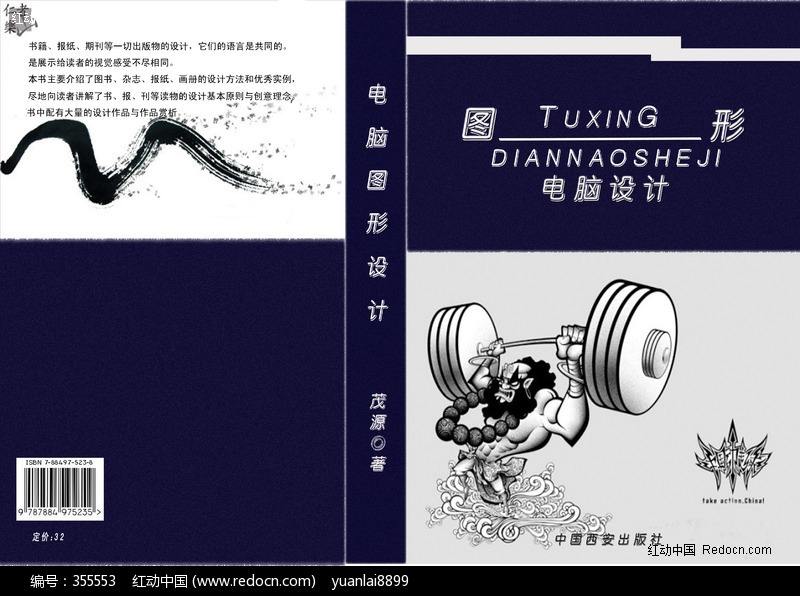 书籍、报纸、期刊等一切出版物的设计，它们的语言是共同的。
是展示给读者的视觉感受不尽相同。
本书主要介绍了图书、杂志、报纸、画册的设计方法和优秀实例，
尽地向读者讲解了书、报、刊等读物的设计基本原则与创意理念，
书中配有大量的设计作品与作品赏析
ISBN 7-88497-523-8
9 787884 975235 >
定价:32
电脑图形设计
茂源◎著
图 TUXING 形
DIANNAOSHEJI
电脑设计
take action.China!
中国西安出版社
红动中国 Redocn.com
编号：355553 红动中国 (www.redocn.com) yuanlai8899